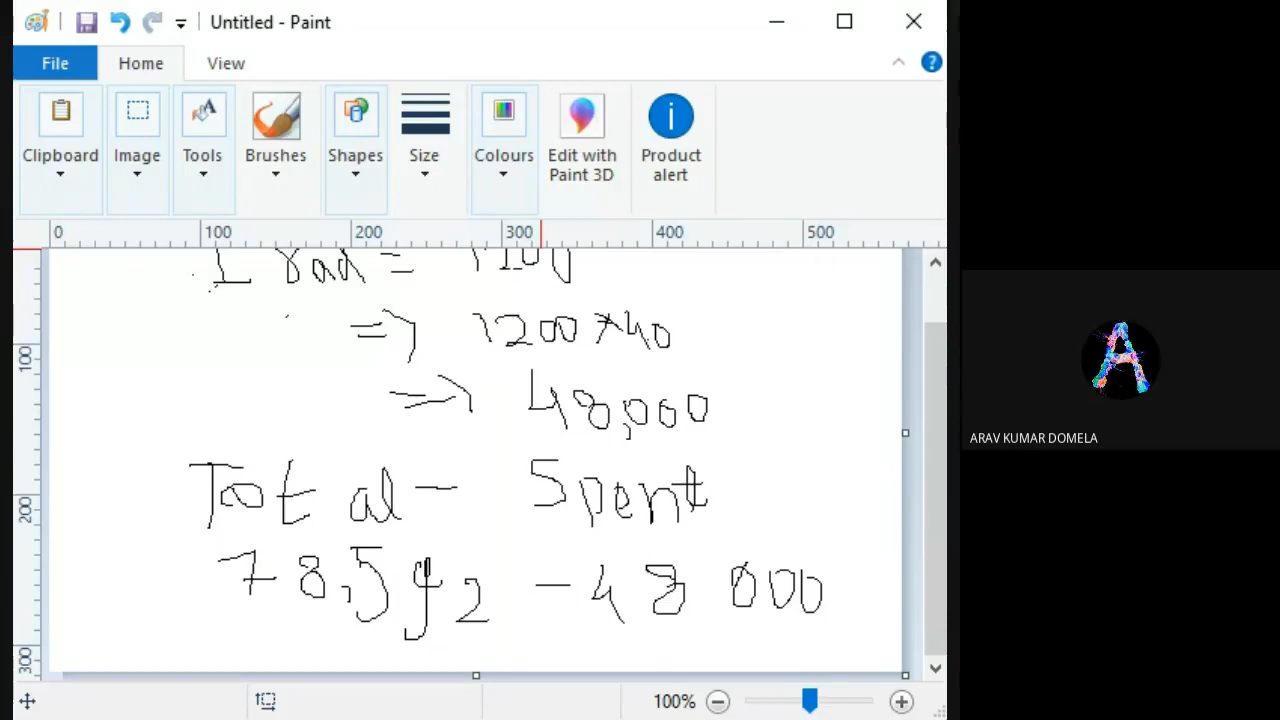 Untitled - Paint
File Home View
Clipboard Image Tools Brushes Shapes Size Colours Edit with Paint 3D Product alert
0 100 200 300 400 500
100
200
300
1 rad =
=> 1200 × 40
=> 48,000
Total - Spent
78,592 - 48 000
100%
ARAV KUMAR DOMELA
A